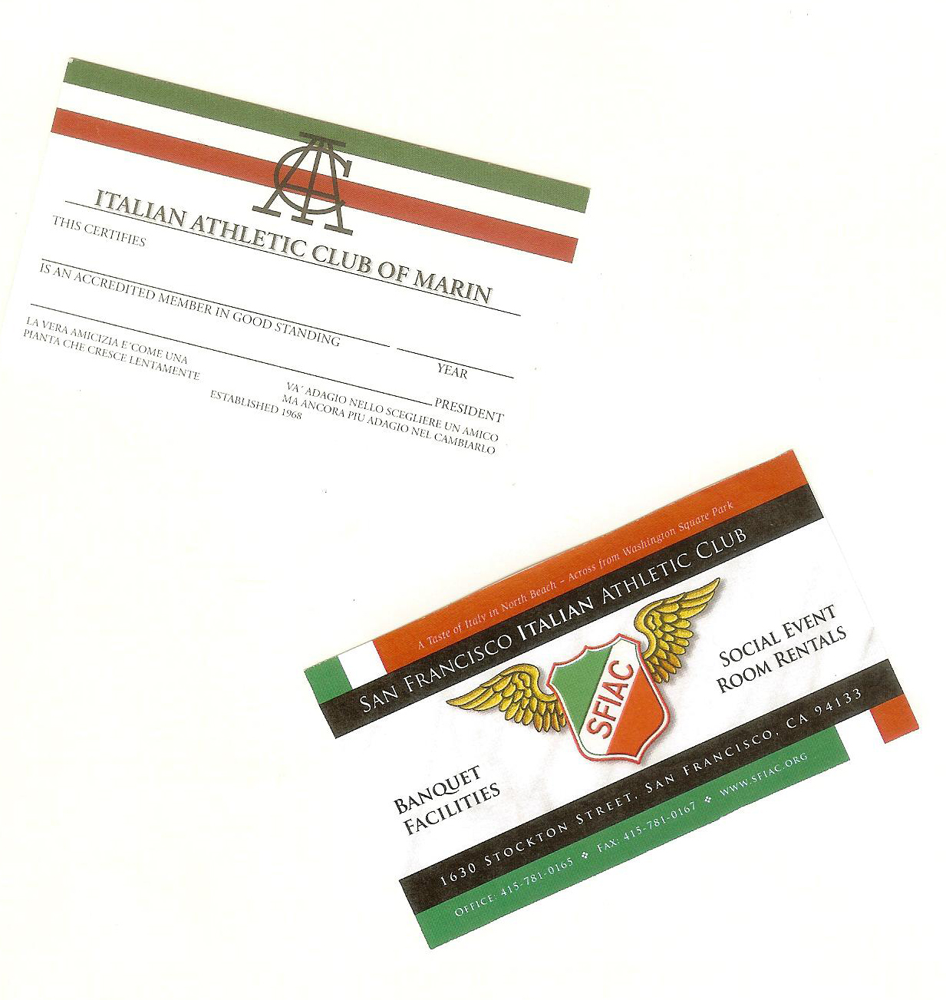 ITALIAN ATHLETIC CLUB OF MARIN
THIS CERTIFIES
IS AN ACCREDITED MEMBER IN GOOD STANDING
YEAR
PRESIDENT
LA VERA AMICIZIA E´COME UNA
PIANTA CHE CRESCE LENTAMENTE
VA´ ADAGIO NELLO SCEGLIERE UN AMICO
MA ANCORA PIU ADAGIO NEL CAMBIARLO
ESTABLISHED 1968
A Taste of Italy in North Beach – Across from Washington Square Park
SAN FRANCISCO ITALIAN ATHLETIC CLUB
SFIAC
SOCIAL EVENT
ROOM RENTALS
BANQUET
FACILITIES
1630 STOCKTON STREET, SAN FRANCISCO, CA 94133
OFFICE: 415-781-0165 ❖ FAX: 415-781-0167 ❖ WWW.SFIAC.ORG